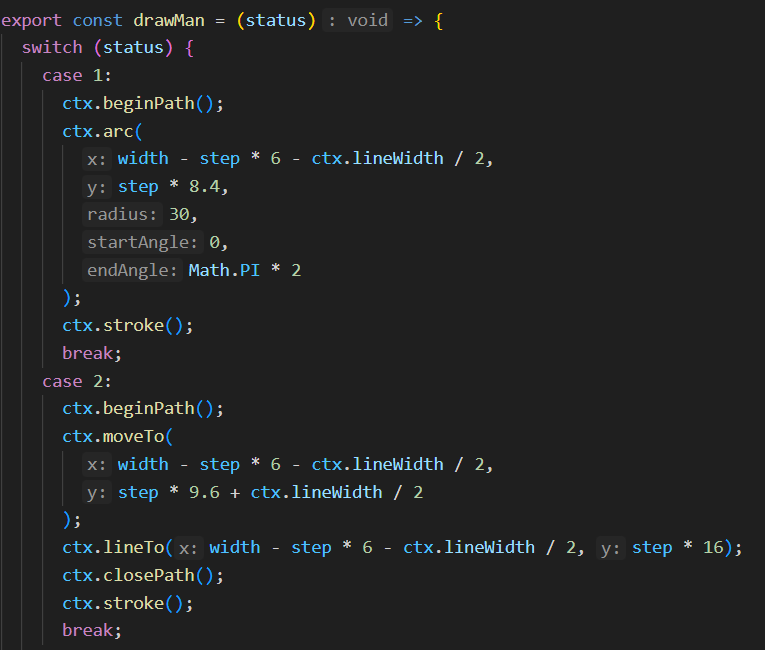 export const drawMan = (status) : void => {
switch (status) {
case 1:
ctx.beginPath();
ctx.arc(
x: width - step * 6 - ctx.lineWidth / 2,
y: step * 8.4,
radius: 30,
startAngle: 0,
endAngle: Math.PI * 2
);
ctx.stroke();
break;
case 2:
ctx.beginPath();
ctx.moveTo(
x: width - step * 6 - ctx.lineWidth / 2,
y: step * 9.6 + ctx.lineWidth / 2
);
ctx.lineTo(x: width - step * 6 - ctx.lineWidth / 2, y: step * 16);
ctx.closePath();
ctx.stroke();
break;